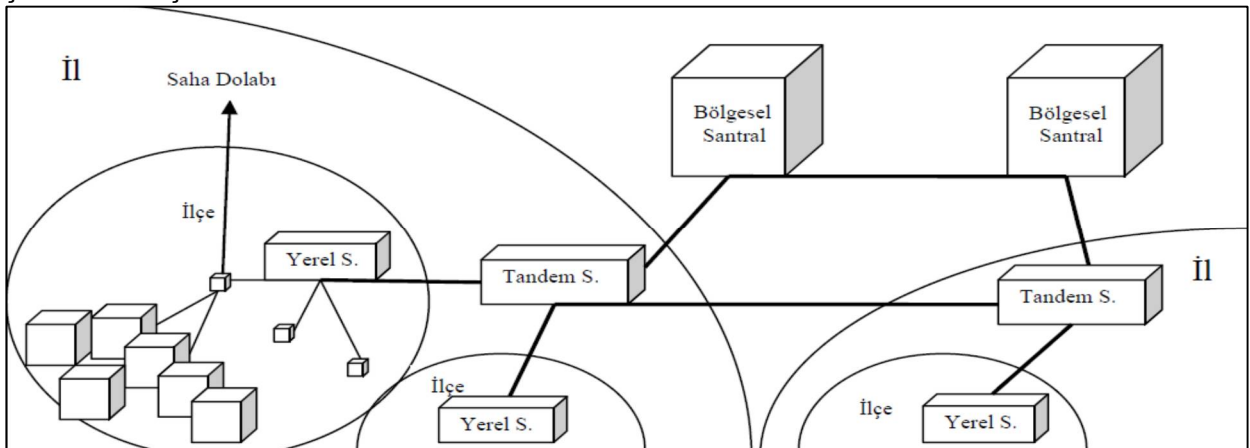 İl
Saha Dolabı
Bölgesel
Santral
Bölgesel
Santral
İlçe
Yerel S.
Tandem S.
Tandem S.
İl
İlçe
Yerel S.
İlçe
Yerel S.